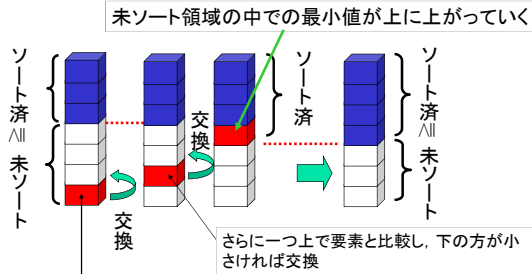 未ソート領域の中での最小値が上に上がっていく
ソート済
≦
未ソート
交換
交換
ソート済
ソート済
≦
未ソート
さらに一つ上で要素と比較し，下の方が小
さければ交換